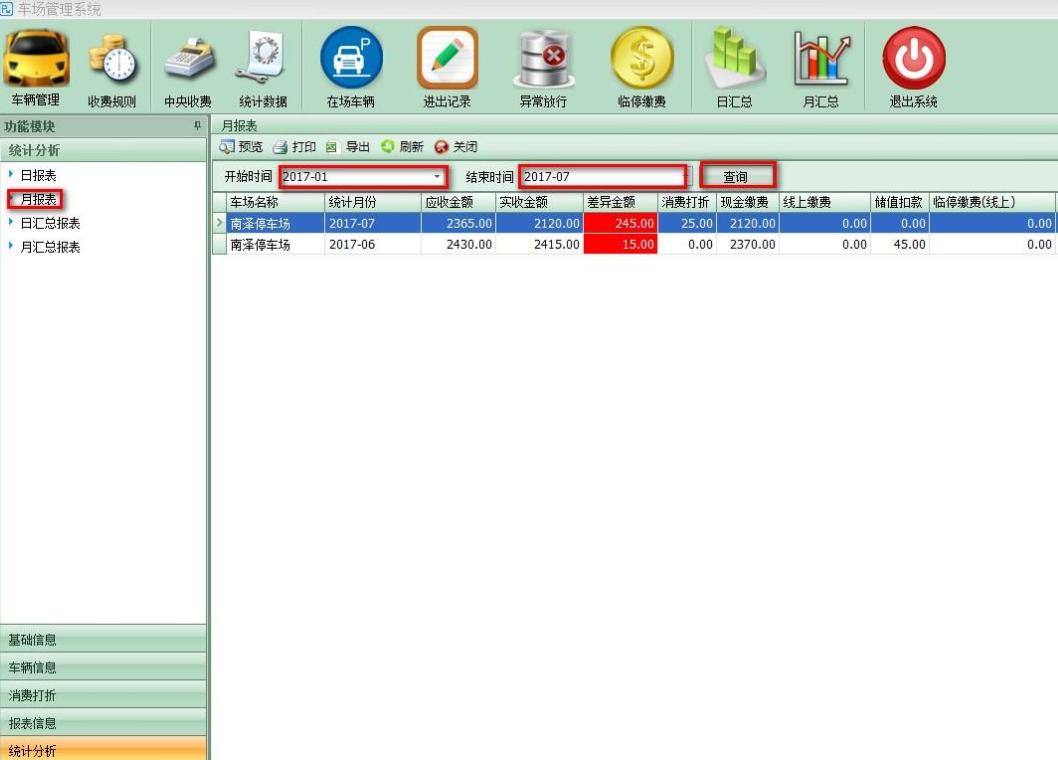 车场管理系统
车辆管理 收费规则 中央收费 统计数据 在场车辆 进出记录 异常放行 临停缴费 日汇总 月汇总 退出系统
功能模块
统计分析
日报表
月报表
日汇总报表
月汇总报表
基础信息
车辆信息
消费打折
报表信息
统计分析
月报表
预览 打印 导出 刷新 关闭
开始时间 2017-01 结束时间 2017-07 查询
车场名称 统计月份 应收金额 实收金额 差异金额 消费打折 现金缴费 线上缴费 储值扣款 临停缴费(线上)
南泽停车场 2017-07 2365.00 2120.00 245.00 25.00 2120.00 0.00 0.00 0.00
南泽停车场 2017-06 2430.00 2415.00 15.00 0.00 2370.00 0.00 45.00 0.00